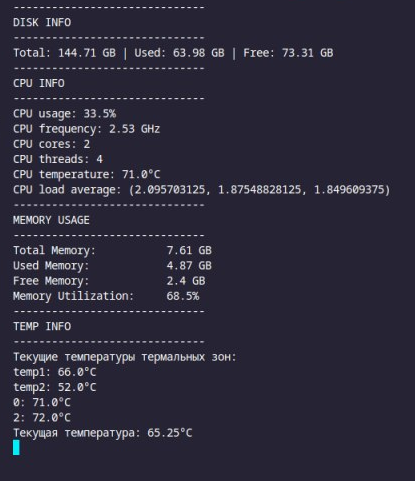 ------------------------------
DISK INFO
------------------------------
Total: 144.71 GB | Used: 63.98 GB | Free: 73.31 GB
------------------------------
CPU INFO
------------------------------
CPU usage: 33.5%
CPU frequency: 2.53 GHz
CPU cores: 2
CPU threads: 4
CPU temperature: 71.0°C
CPU load average: (2.095703125, 1.87548828125, 1.849609375)
------------------------------
MEMORY USAGE
------------------------------
Total Memory: 7.61 GB
Used Memory: 4.87 GB
Free Memory: 2.4 GB
Memory Utilization: 68.5%
------------------------------
TEMP INFO
------------------------------
Текущие температуры термальных зон:
temp1: 66.0°C
temp2: 52.0°C
0: 71.0°C
2: 72.0°C
Текущая температура: 65.25°C